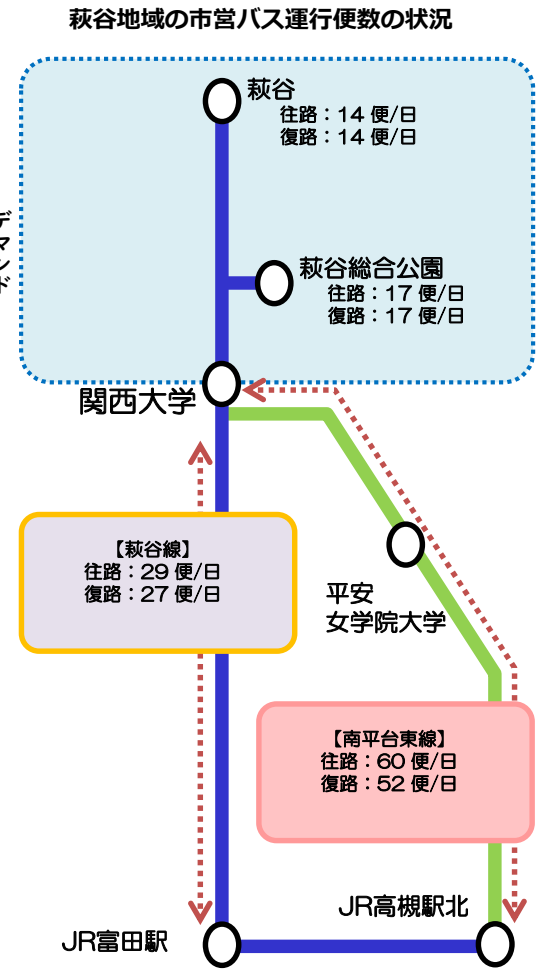 萩谷地域の市営バス運行便数の状況
萩谷
往路：14 便/日
復路：14 便/日
デマンド
萩谷総合公園
往路：17 便/日
復路：17 便/日
関西大学
【萩谷線】
往路：29 便/日
復路：27 便/日
平安
女学院大学
【南平台東線】
往路：60 便/日
復路：52 便/日
JR高槻駅北
JR富田駅